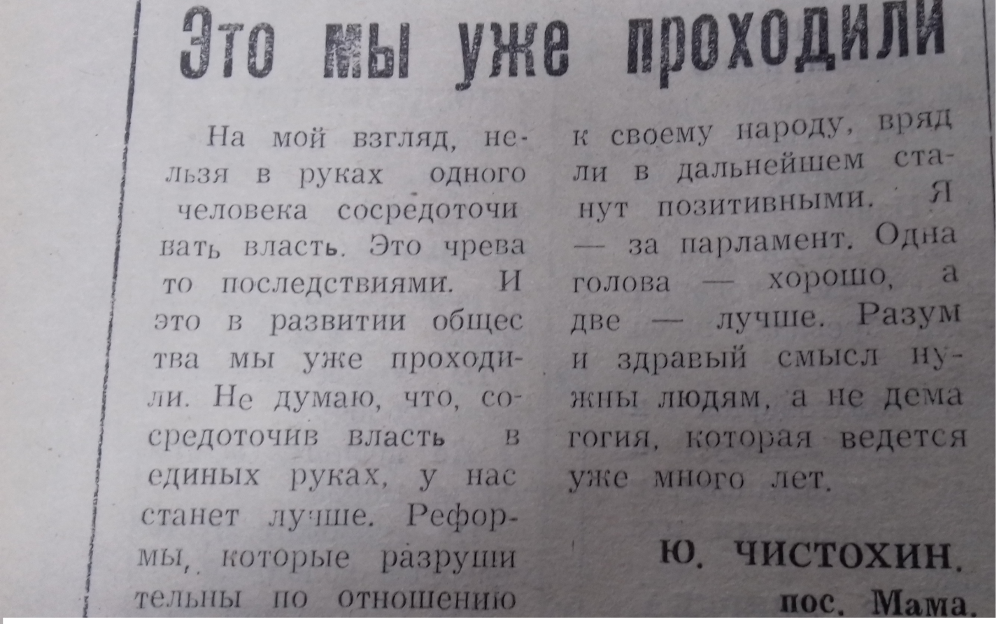 Это мы уже проходили
На мой взгляд, не-
льзя в руках одного
человека сосредоточи
вать власть. Это чрева
то последствиями. И
это в развитии общес
тва мы уже проходи-
ли. Не думаю, что, со-
средоточив власть в
единых руках, у нас
станет лучше. Рефор-
мы, которые разруши
тельны по отношению
к своему народу, вряд
ли в дальнейшем ста-
нут позитивными. Я
— за парламент. Одна
голова — хорошо, а
две — лучше. Разум
и здравый смысл ну-
жны людям, а не дема
гогия, которая ведется
уже много лет.
Ю. ЧИСТОХИН.
пос. Мама.